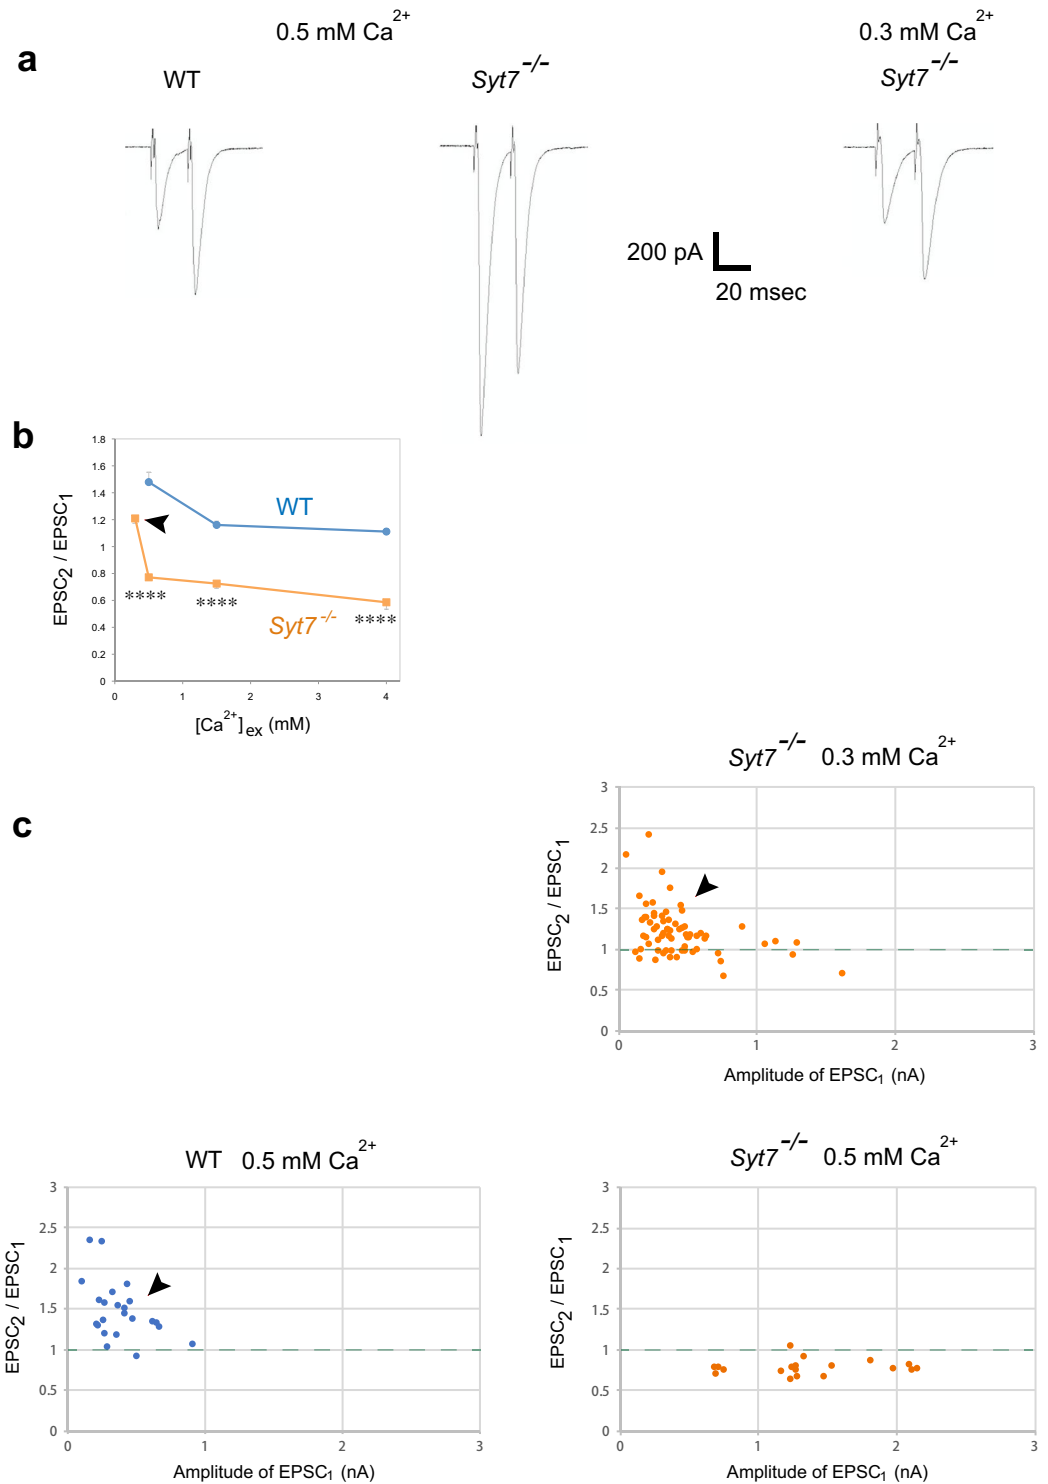 0.5 mM Ca2+
0.3 mM Ca2+
a
WT
Syt7-/-
Syt7-/-
200 pA
20 msec
b
EPSC2 / EPSC1
1.8
1.6
1.4
1.2
1
0.8
0.6
0.4
0.2
0
WT
****
****
****
Syt7-/-
0 1 2 3 4
[Ca2+]ex (mM)
c
Syt7-/- 0.3 mM Ca2+
EPSC2 / EPSC1
3
2.5
2
1.5
1
0.5
0
0 1 2 3
Amplitude of EPSC1 (nA)
WT 0.5 mM Ca2+
EPSC2 / EPSC1
3
2.5
2
1.5
1
0.5
0
0 1 2 3
Amplitude of EPSC1 (nA)
Syt7-/- 0.5 mM Ca2+
EPSC2 / EPSC1
3
2.5
2
1.5
1
0.5
0
0 1 2 3
Amplitude of EPSC1 (nA)